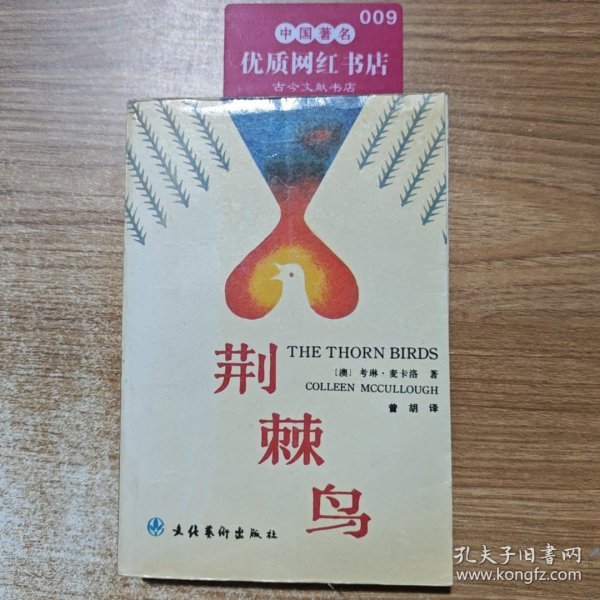 009
中国著名
优质网红书店
古今文献书店
荆棘鸟
THE THORN BIRDS
〔澳〕考琳·麦卡洛 著
COLLEEN MCCULLOUGH
曾胡 译
文化艺术出版社
孔夫子旧书网
www.kongfz.com